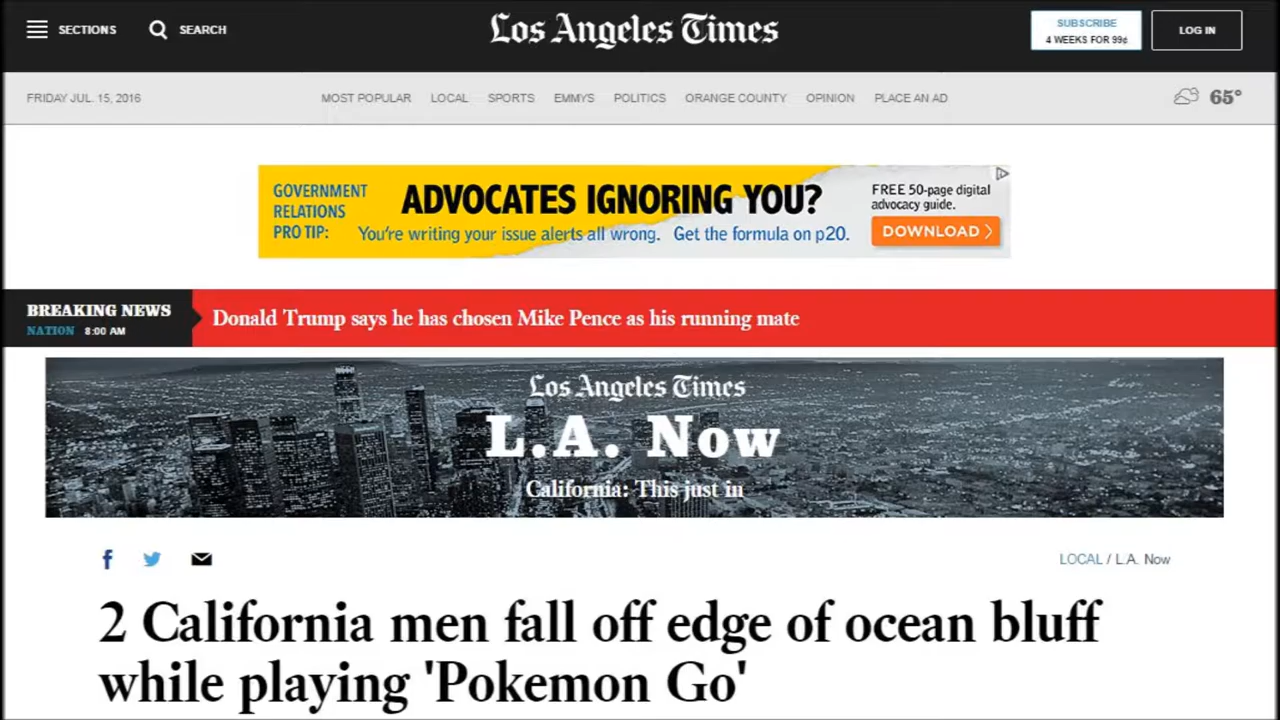 SECTIONS
SEARCH
Los Angeles Times
SUBSCRIBE
4 WEEKS FOR 99¢
LOG IN
FRIDAY JUL. 15, 2016
MOST POPULAR
LOCAL
SPORTS
EMMYS
POLITICS
ORANGE COUNTY
OPINION
PLACE AN AD
65°
GOVERNMENT
RELATIONS
PRO TIP:
ADVOCATES IGNORING YOU?
You're writing your issue alerts all wrong. Get the formula on p20.
FREE 50-page digital
advocacy guide.
DOWNLOAD
BREAKING NEWS
NATION 8:00 AM
Donald Trump says he has chosen Mike Pence as his running mate
Los Angeles Times
L.A. Now
California: This just in
LOCAL / L.A. Now
2 California men fall off edge of ocean bluff
while playing 'Pokemon Go'